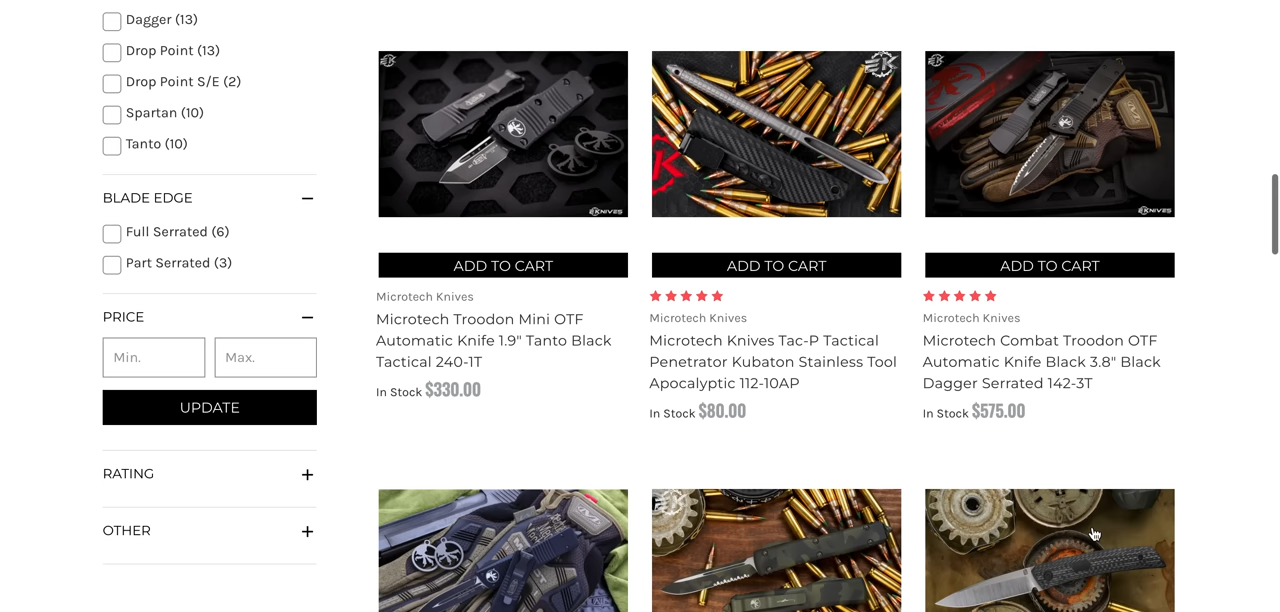 Dagger (13)
Drop Point (13)
Drop Point S/E (2)
Spartan (10)
Tanto (10)
BLADE EDGE
Full Serrated (6)
Part Serrated (3)
PRICE
Min.
Max.
UPDATE
RATING
OTHER
EKNIVES
EKNIVES
ADD TO CART
ADD TO CART
ADD TO CART
Microtech Knives
Microtech Troodon Mini OTF
Automatic Knife 1.9" Tanto Black
Tactical 240-1T
In Stock $330.00
Microtech Knives
Microtech Knives Tac-P Tactical
Penetrator Kubaton Stainless Tool
Apocalyptic 112-10AP
In Stock $80.00
Microtech Knives
Microtech Combat Troodon OTF
Automatic Knife Black 3.8" Black
Dagger Serrated 142-3T
In Stock $575.00